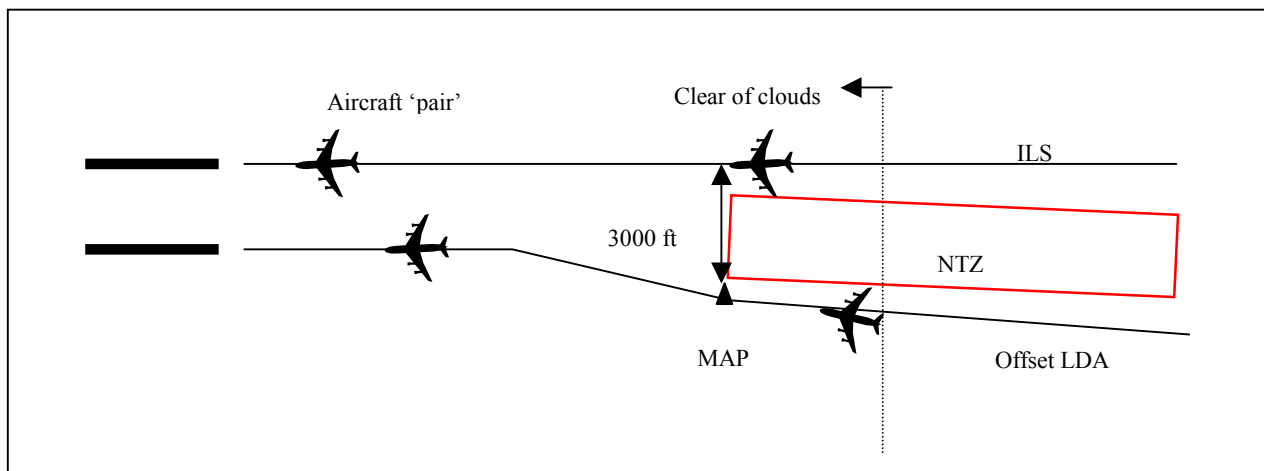 Aircraft ‘pair’
Clear of clouds
ILS
3000 ft
NTZ
MAP
Offset LDA